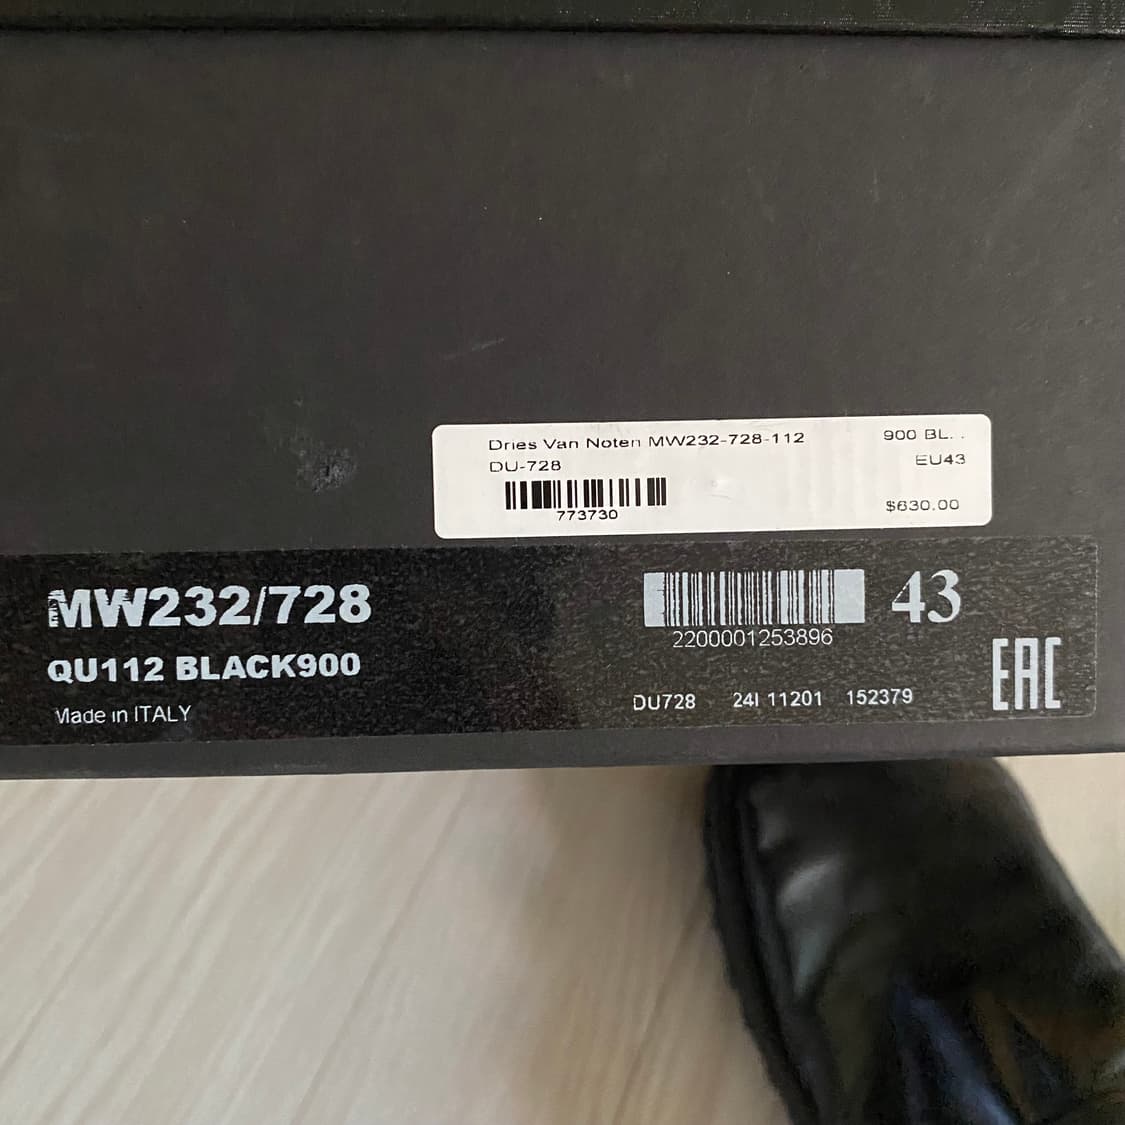 Dries Van Noten MW232-728-112 900 BL. .
DU-728 EU43
773730 $630.00
MW232/728 43
2200001253896
QU112 BLACK900
Made in ITALY
DU728 24I 11201 152379
EAC